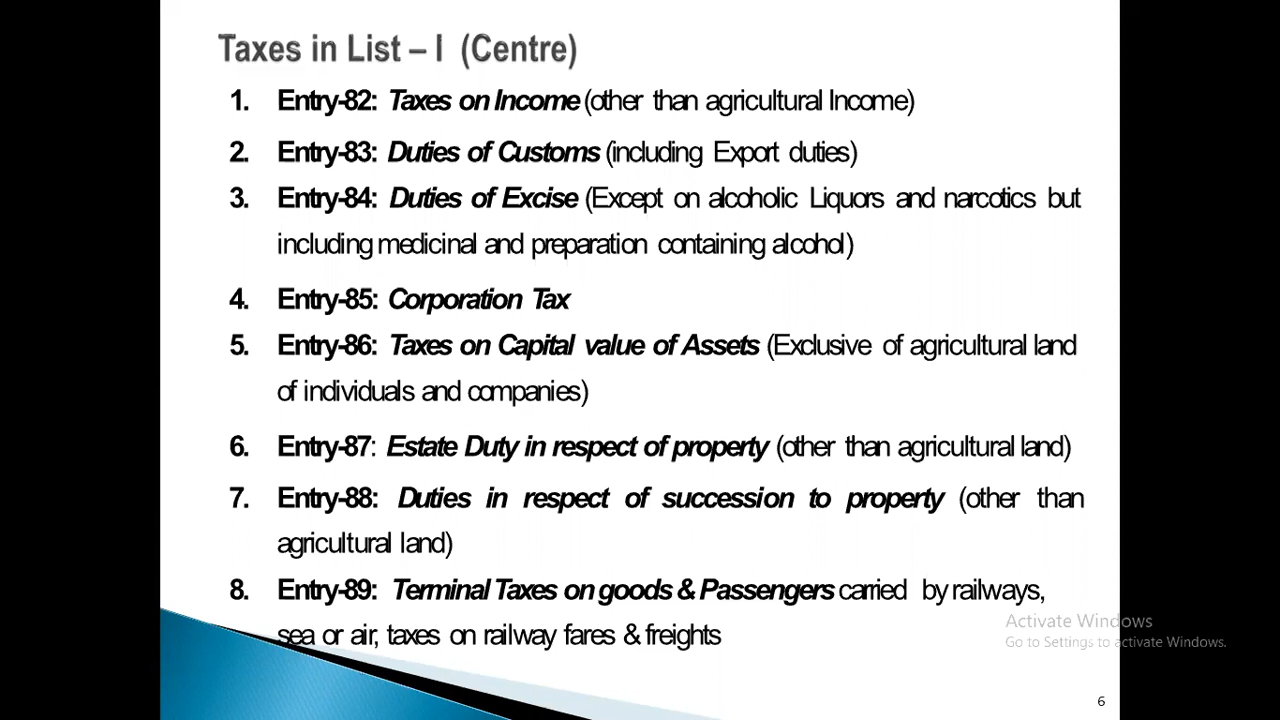 Taxes in List – I (Centre)
1. Entry-82: Taxes on Income (other than agricultural Income)
2. Entry-83: Duties of Customs (including Export duties)
3. Entry-84: Duties of Excise (Except on alcoholic Liquors and narcotics but
including medicinal and preparation containing alcohol)
4. Entry-85: Corporation Tax
5. Entry-86: Taxes on Capital value of Assets (Exclusive of agricultural land
of individuals and companies)
6. Entry-87: Estate Duty in respect of property (other than agricultural land)
7. Entry-88: Duties in respect of succession to property (other than
agricultural land)
8. Entry-89: Terminal Taxes on goods & Passengers carried by railways,
sea or air, taxes on railway fares & freights
Activate Windows
Go to Settings to activate Windows.
6